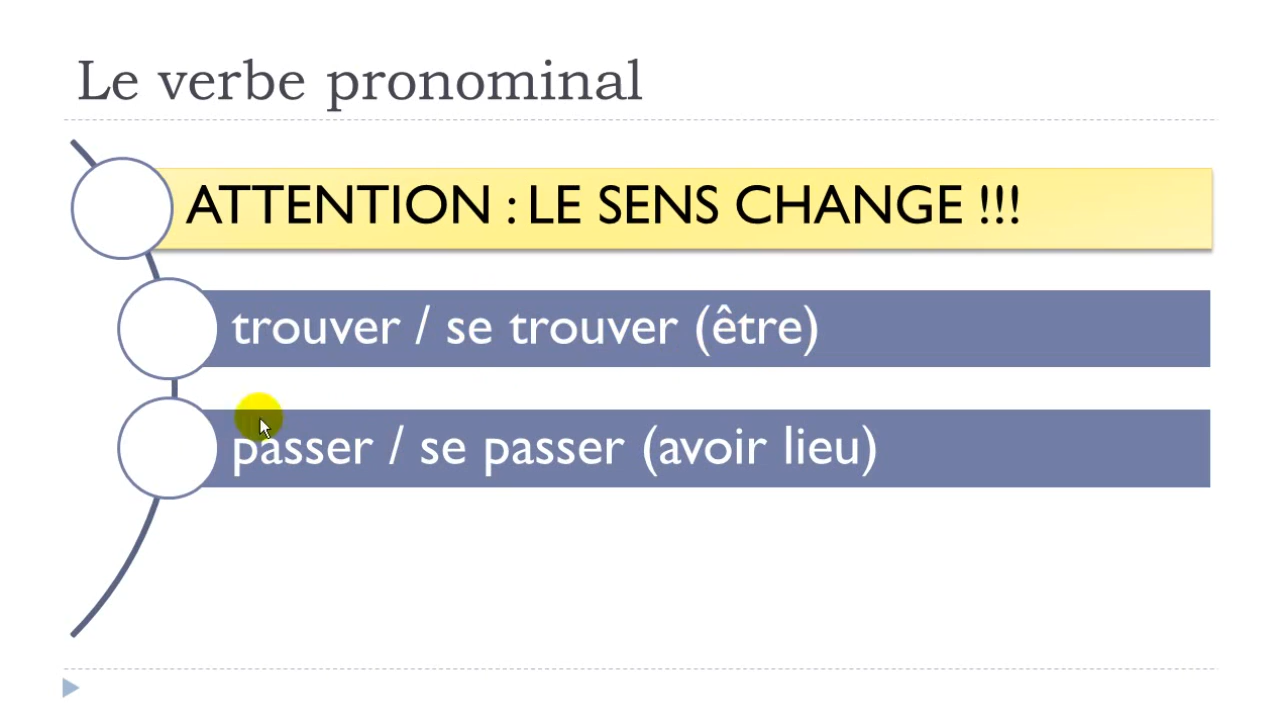 Le verbe pronominal
ATTENTION : LE SENS CHANGE !!!
trouver / se trouver (être)
passer / se passer (avoir lieu)